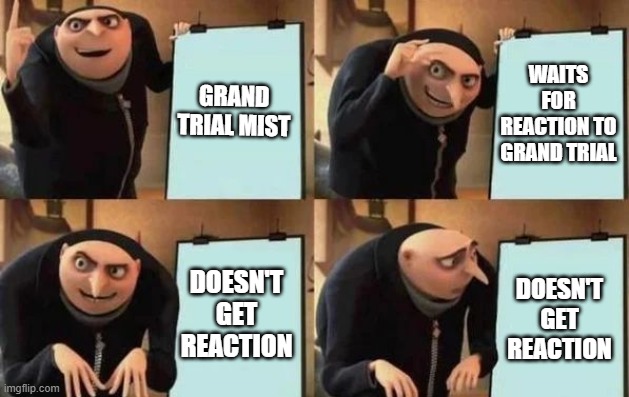 GRAND
TRIAL MIST
WAITS
FOR
REACTION TO
GRAND TRIAL
DOESN'T
GET
REACTION
DOESN'T
GET
REACTION
imgflip.com